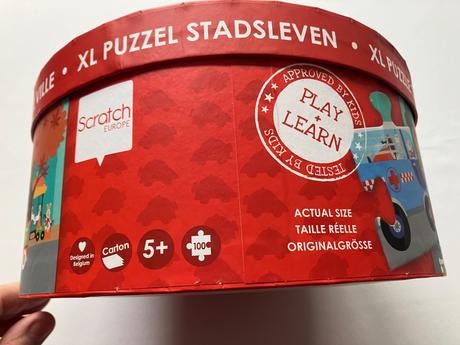 VILLE • XL PUZZEL STADSLEVEN • XL PUZZLE
Scratch
EUROPE
APPROVED BY KIDS
PLAY
+
LEARN
TESTED BY KIDS
ACTUAL SIZE
TAILLE RÉELLE
ORIGINALGRÖSSE
Designed in
Belgium
Carton
5+
100